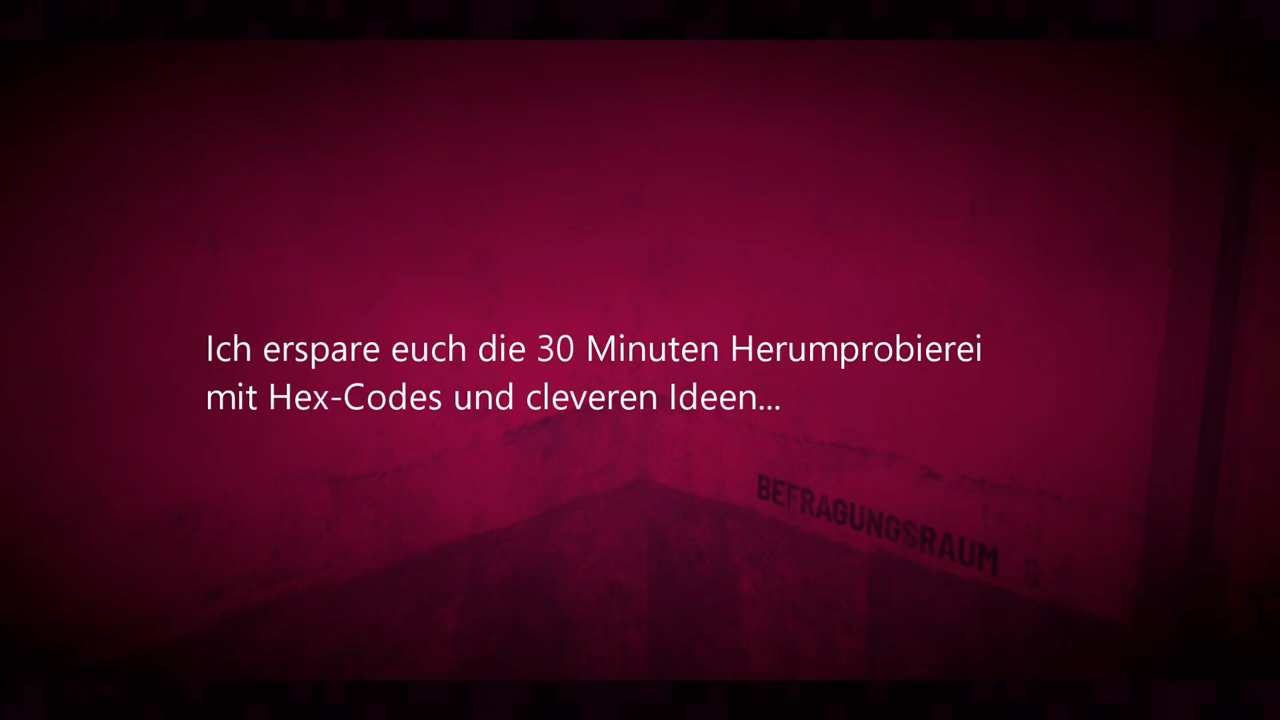 Ich erspare euch die 30 Minuten Herumprobierei
mit Hex-Codes und cleveren Ideen...
BEFRAGUNGSRAUM